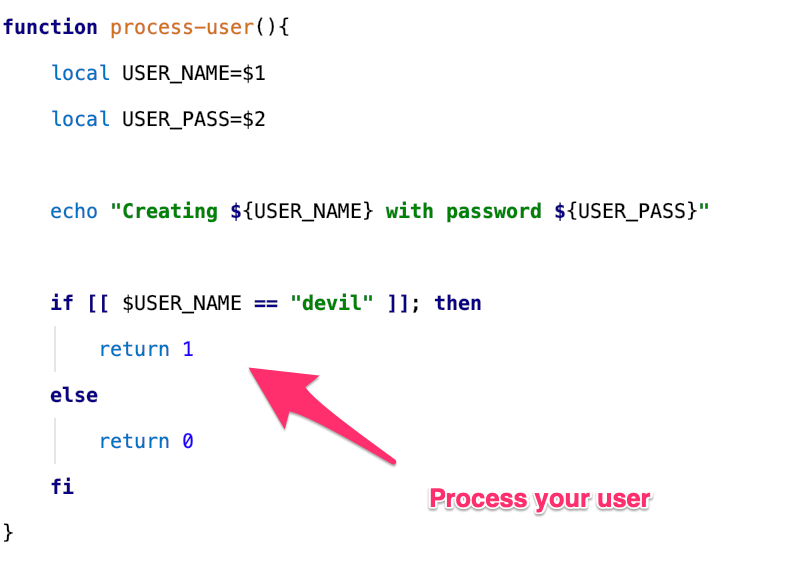 function process-user(){
local USER_NAME=$1
local USER_PASS=$2
echo "Creating ${USER_NAME} with password ${USER_PASS}"
if [[ $USER_NAME == "devil" ]]; then
return 1
else
return 0
fi
Process your user
}